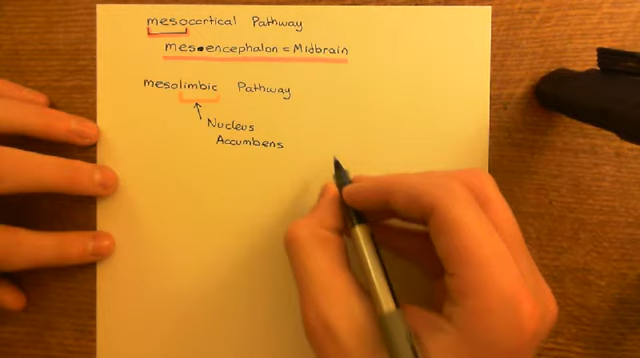 mesocortical Pathway
mesencephalon = Midbrain
mesolimbic Pathway
Nucleus
Accumbens